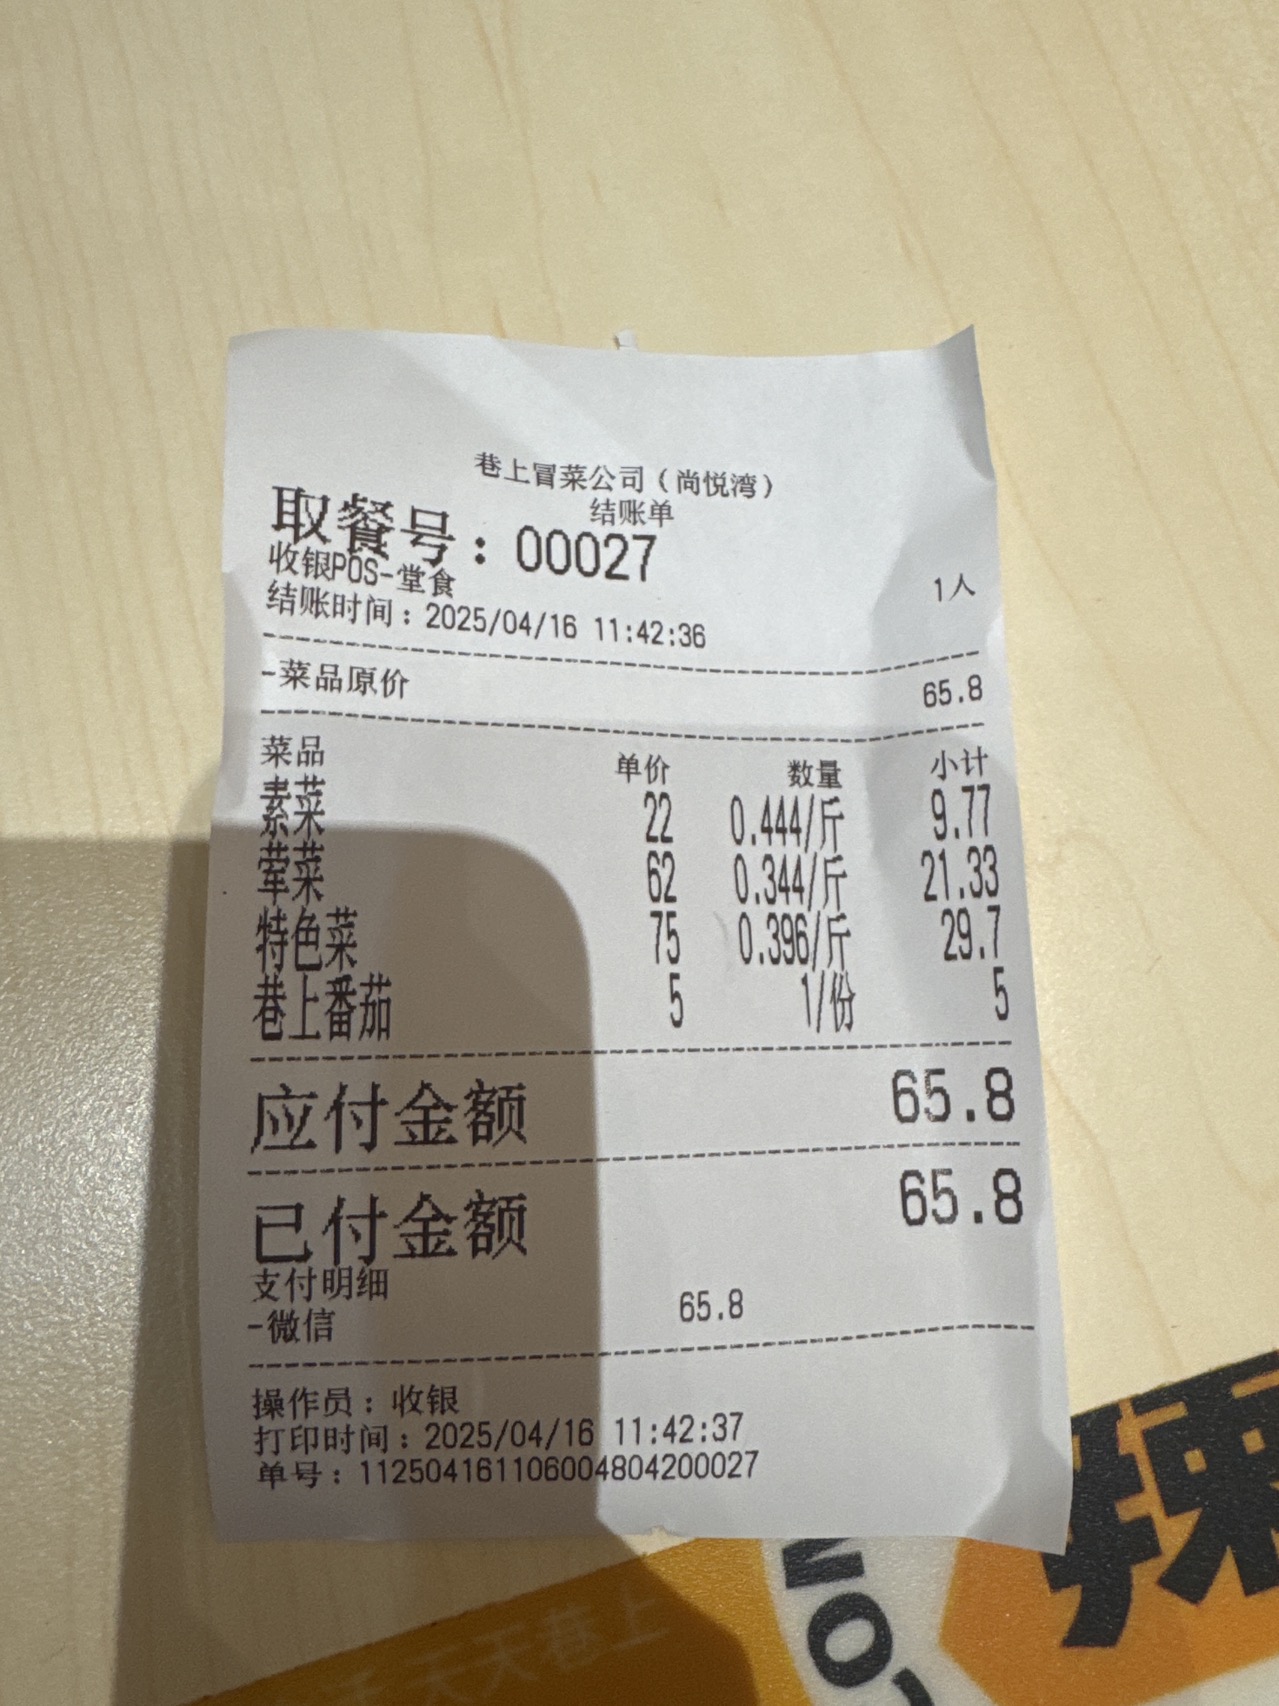 巷上冒菜公司（尚悦湾）
结账单
取餐号：00027
收银POS-堂食 1人
结账时间：2025/04/16 11:42:36
-菜品原价 65.8
菜品 单价 数量 小计
素菜 22 0.444/斤 9.77
荤菜 62 0.344/斤 21.33
特色菜 75 0.396/斤 29.7
巷上番茄 5 1/份 5
应付金额 65.8
已付金额 65.8
支付明细
-微信 65.8
操作员：收银
打印时间：2025/04/16 11:42:37
单号：112504161106004804200027
天天巷上
辣